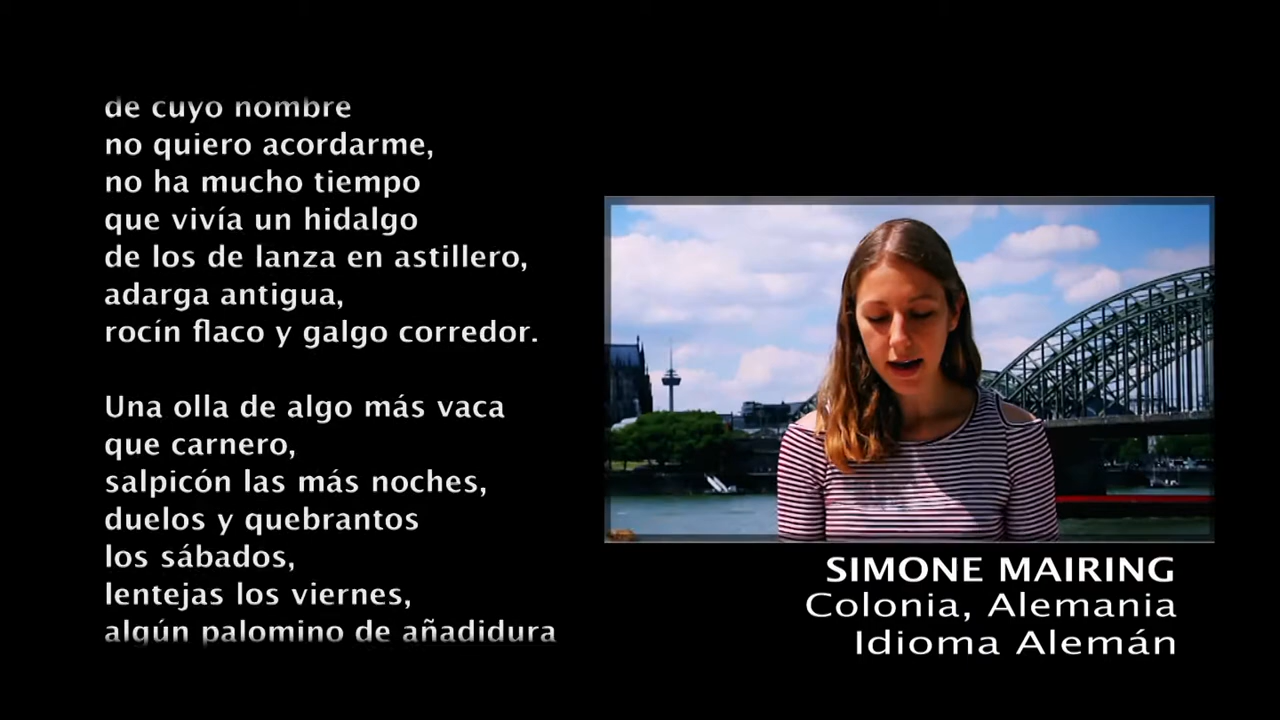 de cuyo nombre
no quiero acordarme,
no ha mucho tiempo
que vivía un hidalgo
de los de lanza en astillero,
adarga antigua,
rocín flaco y galgo corredor.
Una olla de algo más vaca
que carnero,
salpicón las más noches,
duelos y quebrantos
los sábados,
lentejas los viernes,
algún palomino de añadidura
SIMONE MAIRING
Colonia, Alemania
Idioma Alemán